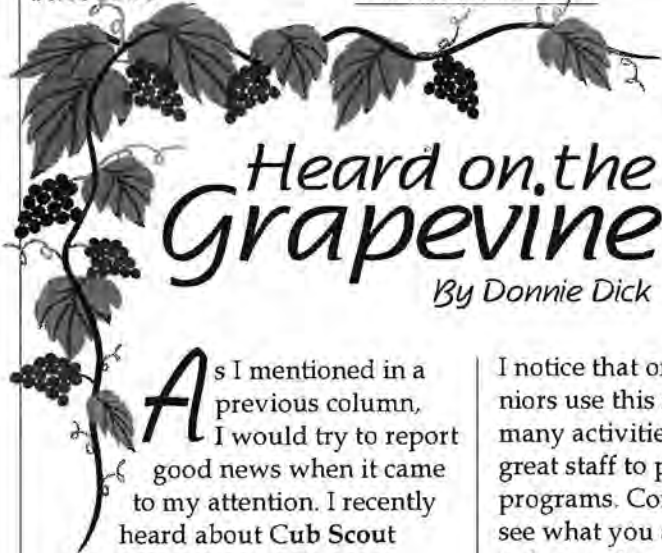 Heard on the
Grapevine
By Donnie Dick
As I mentioned in a
previous column,
I would try to report
good news when it came
to my attention. I recently
heard about Cub Scout
I notice that
niors use this
many activitie
great staff to p
programs. Co
see what you